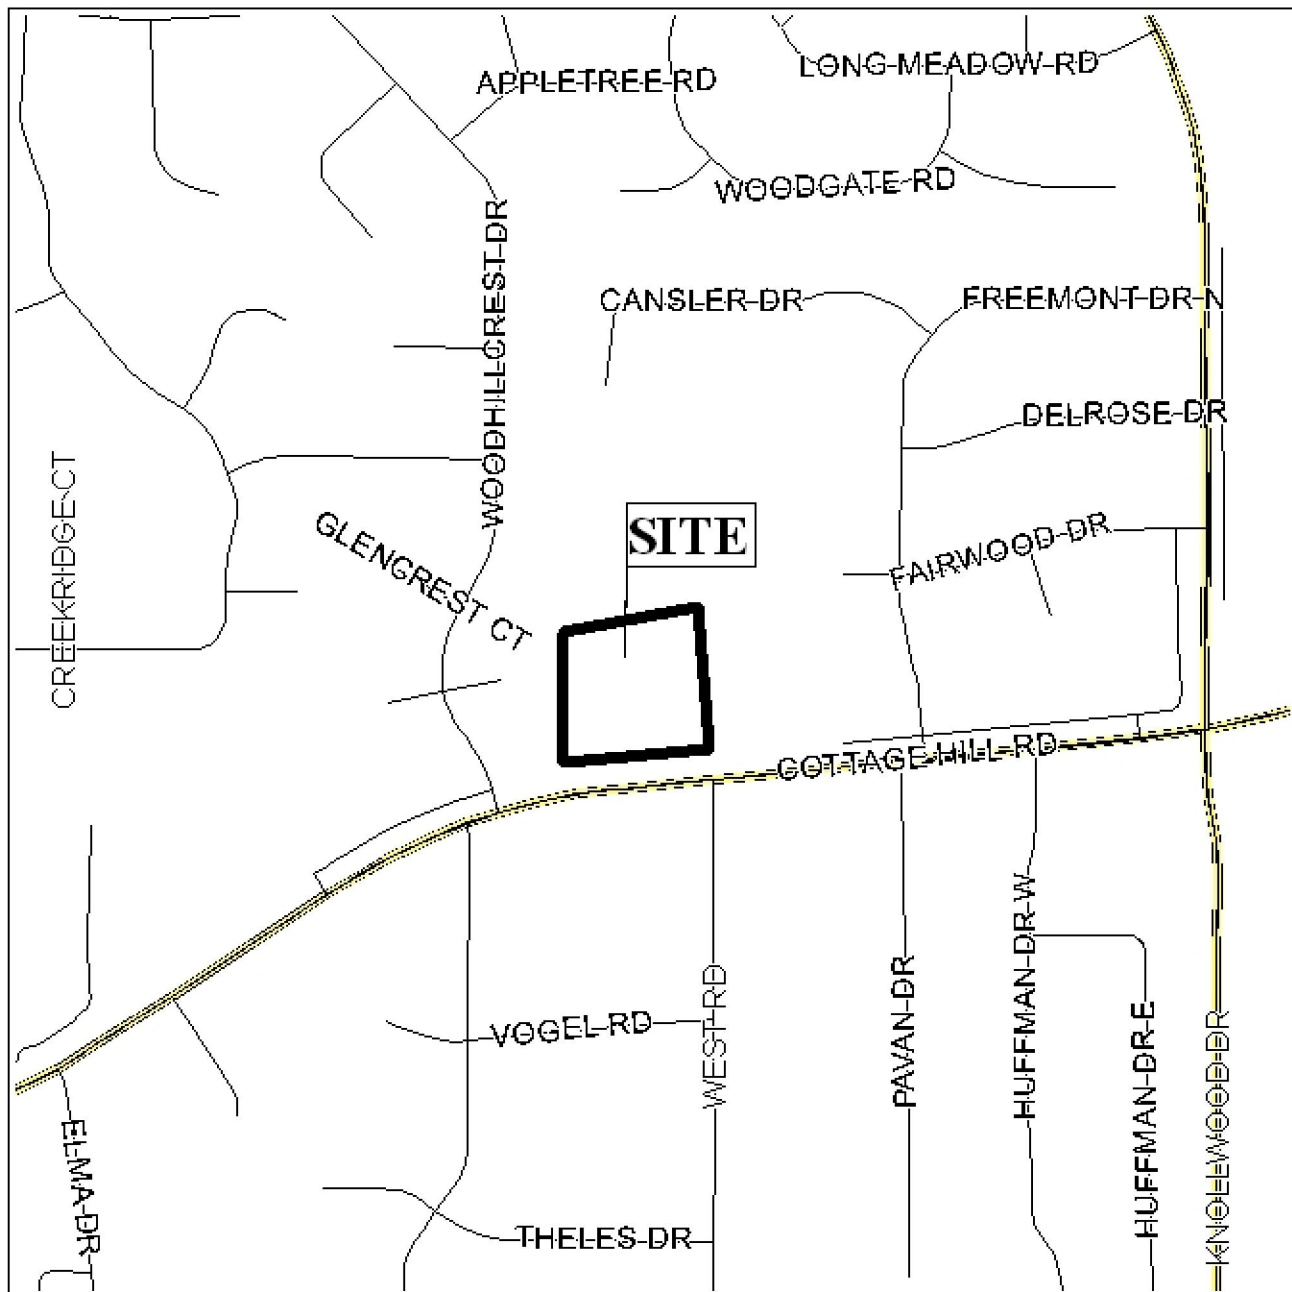 LONG MEADOW RD
APPLETREE RD
WOODGATE RD
WOODHILLCREST DR
CANSLER DR
FREEMONT DR N
DELROSE DR
CREEKRIDGE CT
GLENCREST CT
SITE
FAIRWOOD DR
COTTAGE HILL RD
VOGEL RD
WEST RD
PAVAN DR
HUFFMAN DR W
HUFFMAN DR E
KNOLLWOOD DR
ELMA DR
THELES DR